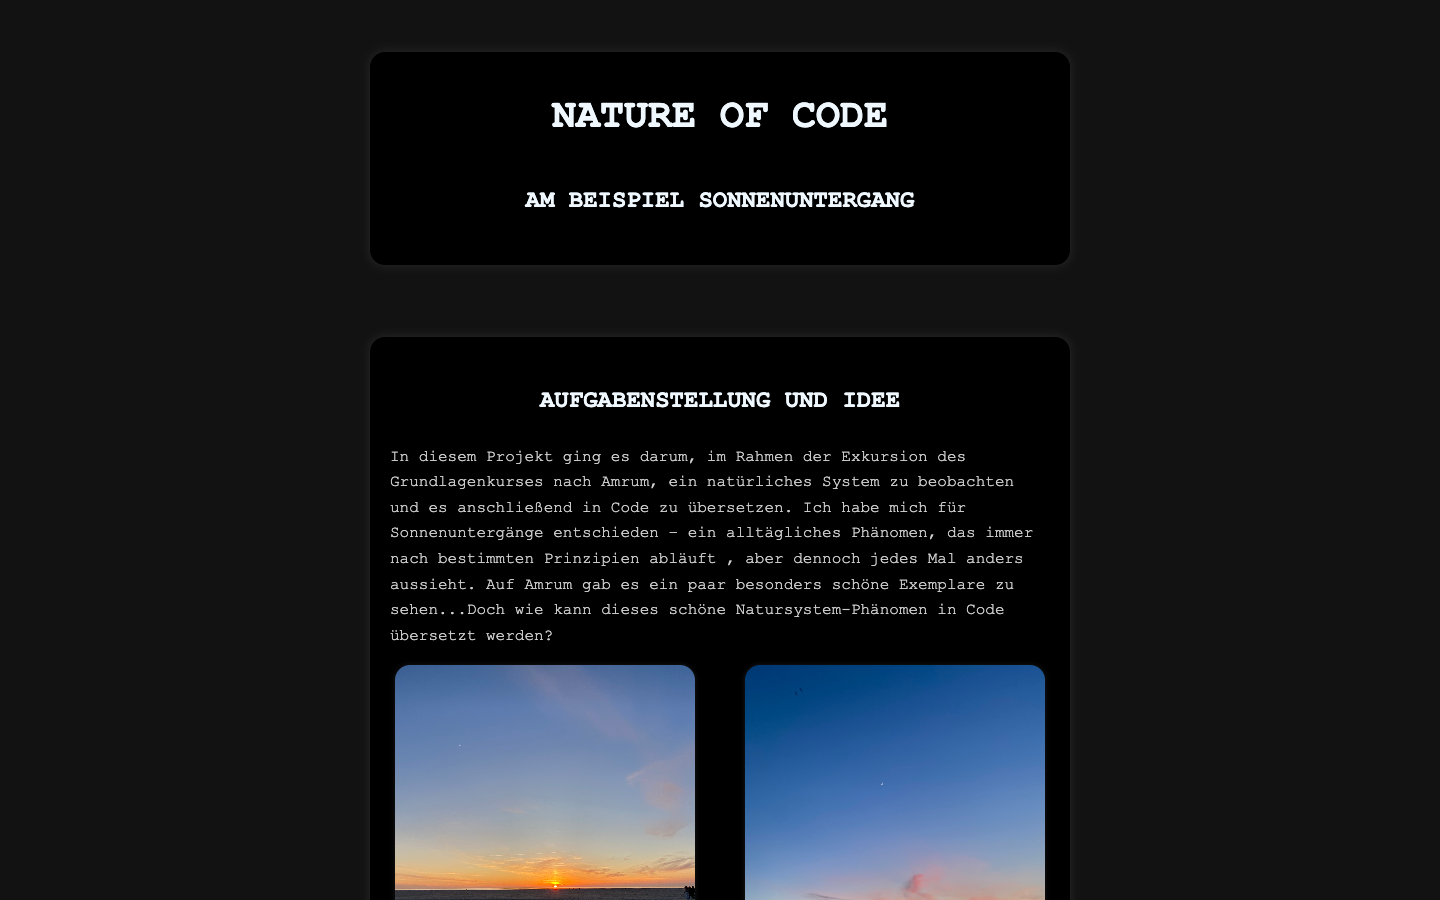 NATURE OF CODE
AM BEISPIEL SONNENUNTERGANG
AUFGABENSTELLUNG UND IDEE
In diesem Projekt ging es darum, im Rahmen der Exkursion des
Grundlagenkurses nach Amrum, ein natürliches System zu beobachten
und es anschließend in Code zu übersetzen. Ich habe mich für
Sonnenuntergänge entschieden – ein alltägliches Phänomen, das immer
nach bestimmten Prinzipien abläuft , aber dennoch jedes Mal anders
aussieht. Auf Amrum gab es ein paar besonders schöne Exemplare zu
sehen...Doch wie kann dieses schöne Natursystem-Phänomen in Code
übersetzt werden?